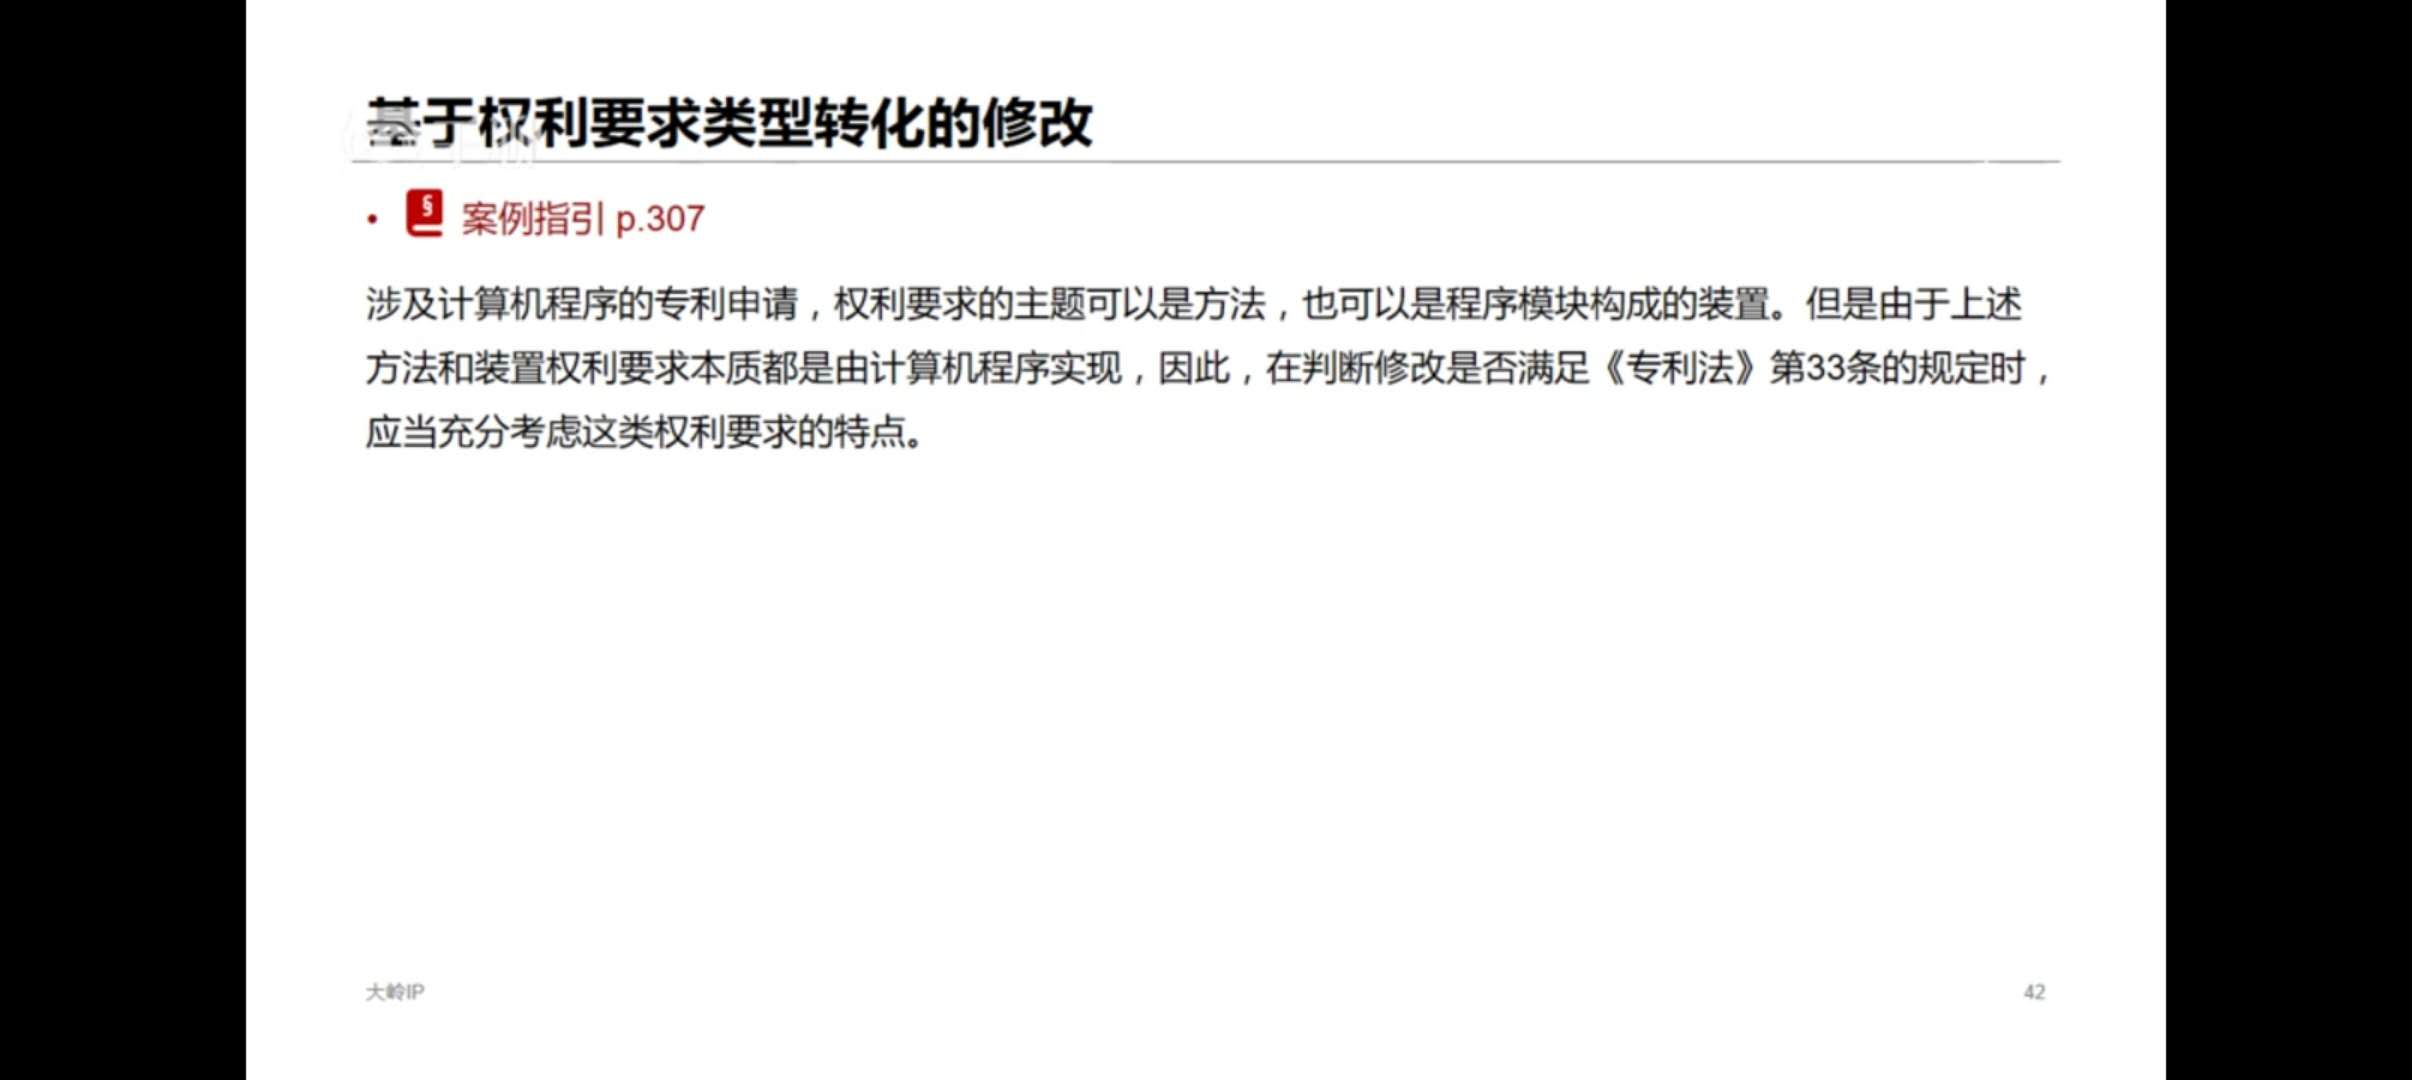 基于权利要求类型转化的修改
• § 案例指引 p.307
涉及计算机程序的专利申请，权利要求的主题可以是方法，也可以是程序模块构成的装置。但是由于上述
方法和装置权利要求本质都是由计算机程序实现，因此，在判断修改是否满足《专利法》第33条的规定时，
应当充分考虑这类权利要求的特点。
大岭IP
42